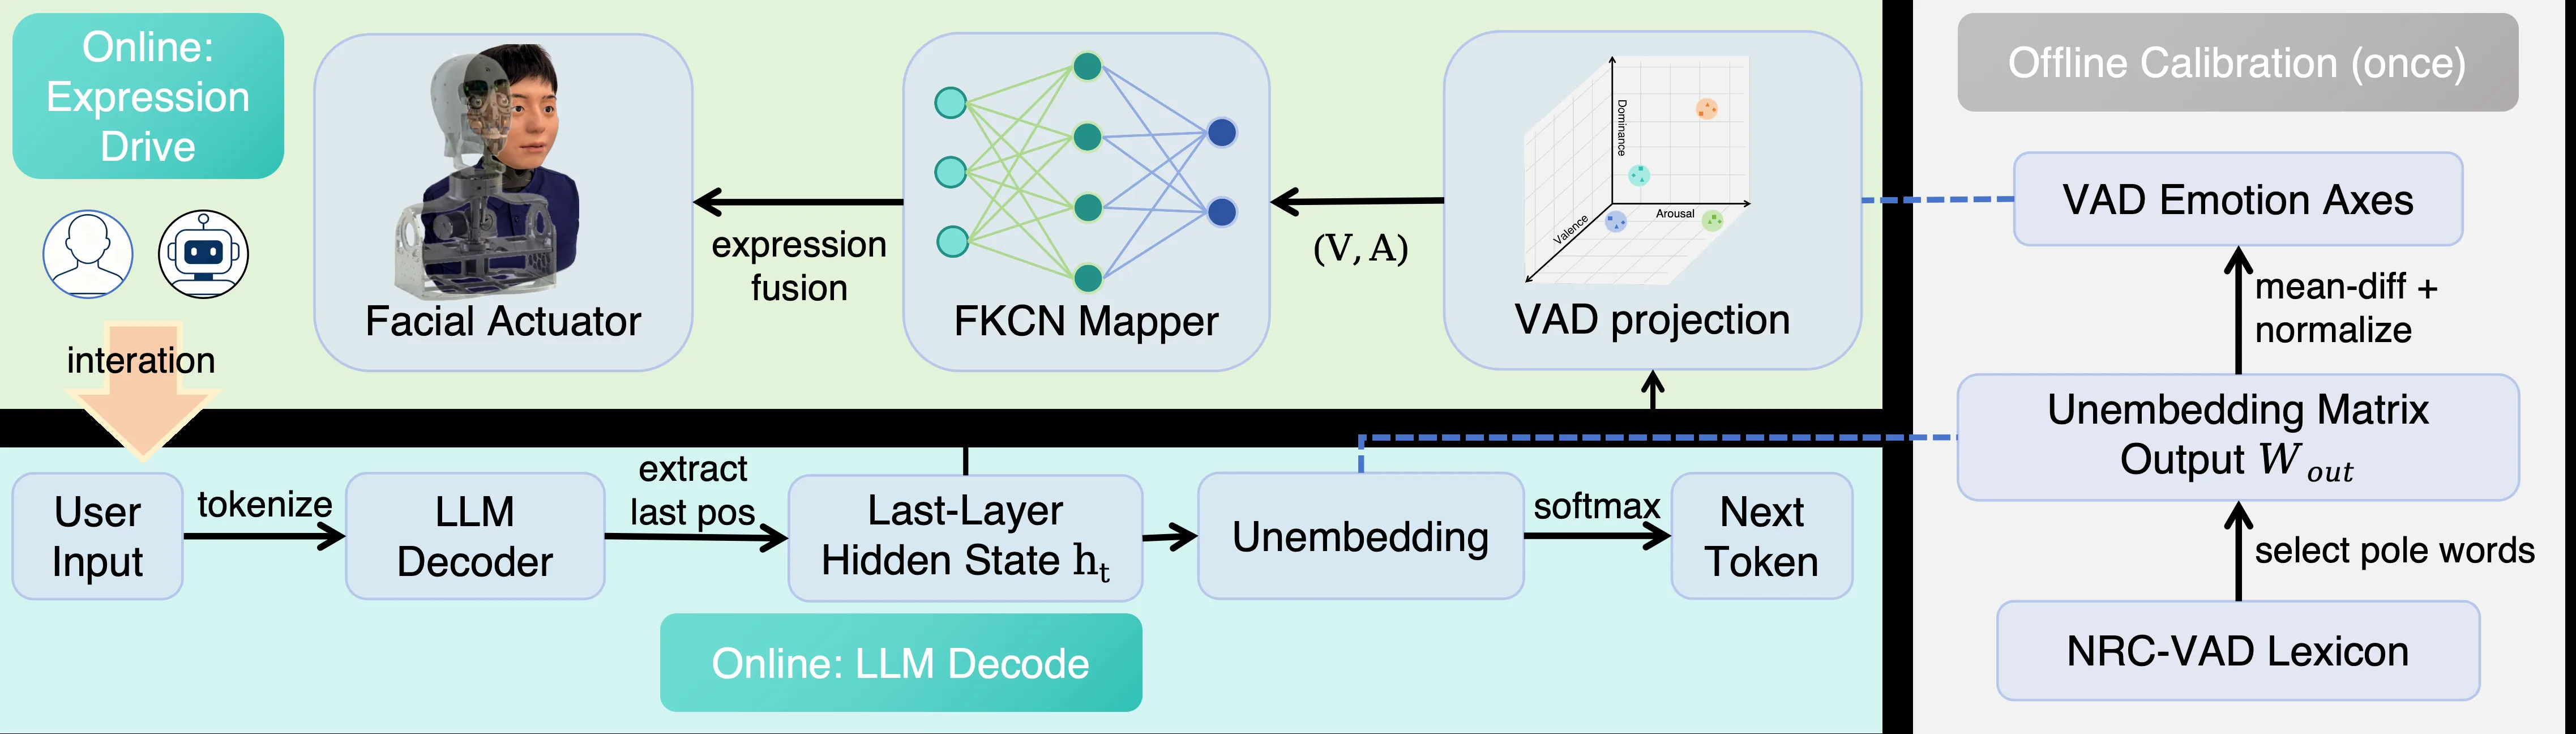 Online:
Expression
Drive
interation
Facial Actuator
expression
fusion
FKCN Mapper
(V, A)
Dominance
Arousal
Valence
VAD projection
User
Input
tokenize
LLM
Decoder
extract
last pos
Last-Layer
Hidden State hₜ
Unembedding
softmax
Next
Token
Online: LLM Decode
Offline Calibration (once)
VAD Emotion Axes
mean-diff +
normalize
Unembedding Matrix
Output W out
select pole words
NRC-VAD Lexicon